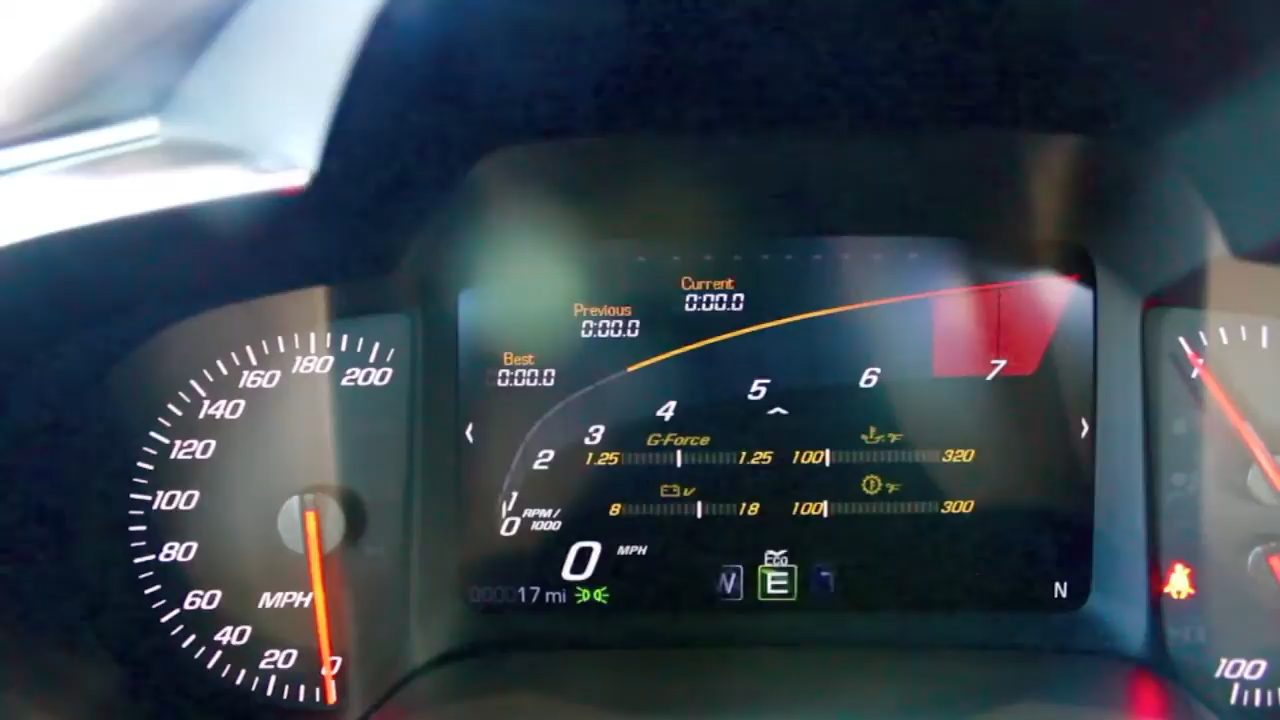 Current
0:00.0
Previous
0:00.0
Best
0:00.0
200
180
160
140
120
100
80
60
40
20
0
MPH
7
6
5
4
3
2
1
0
RPM/
1000
G-Force
1.25 1.25
100 °F 320
8 V 18
100 °F 300
0 MPH
17 mi
W
Eco
E
N
100